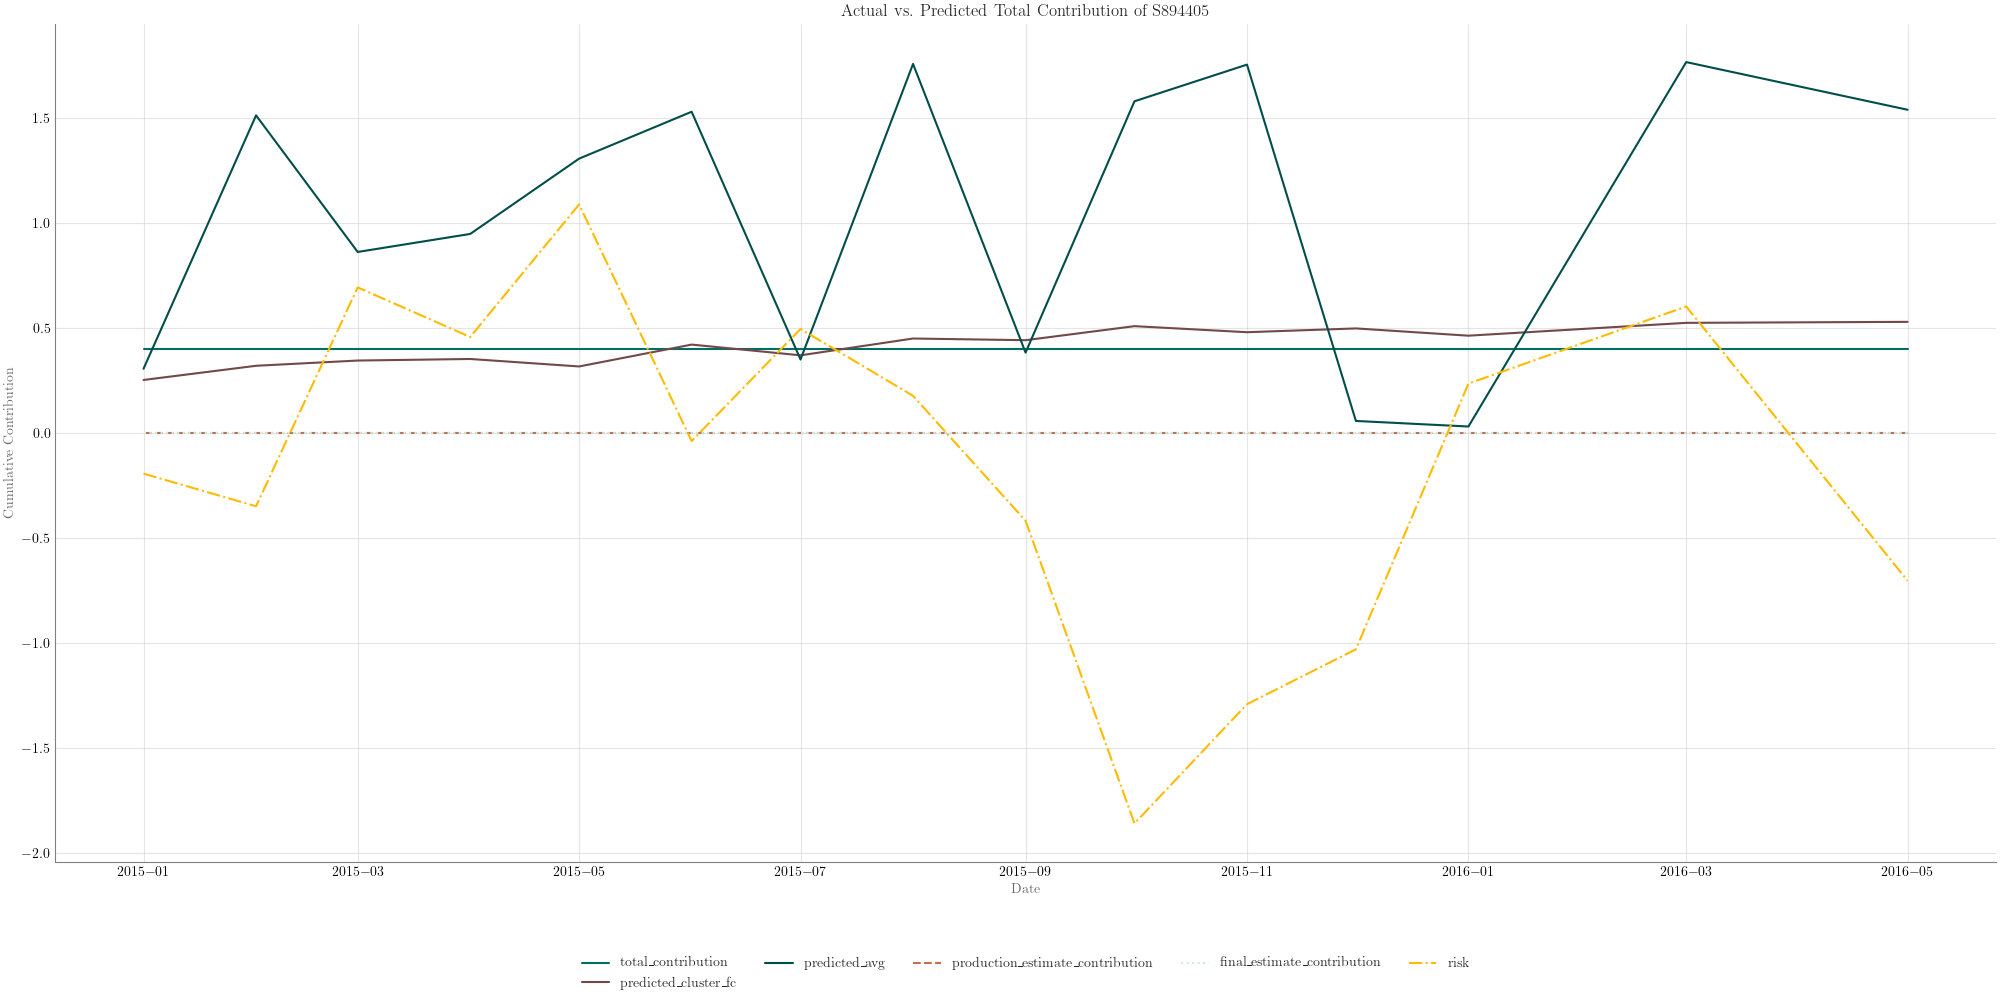 Actual vs. Predicted Total Contribution of S894405
Cumulative Contribution
1.5
1.0
0.5
0.0
−0.5
−1.0
−1.5
−2.0
2015−01 2015−03 2015−05 2015−07 2015−09 2015−11 2016−01 2016−03 2016−05
Date
total_contribution predicted_avg production_estimate_contribution final_estimate_contribution risk
predicted_cluster_fc